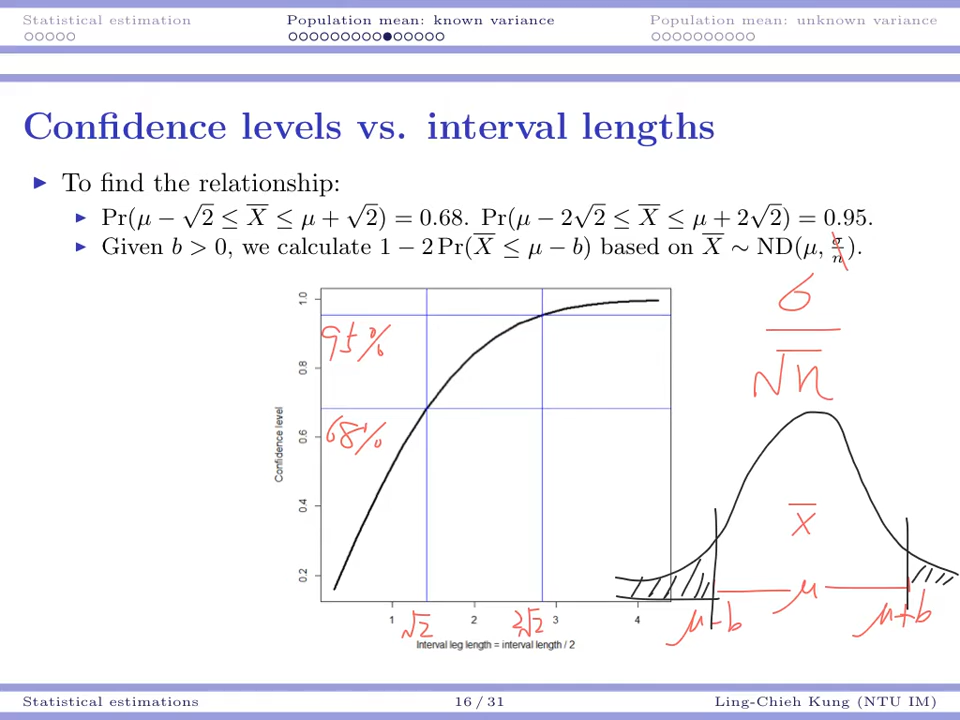 Statistical estimation Population mean: known variance Population mean: unknown variance
Confidence levels vs. interval lengths
▶ To find the relationship:
▶ Pr(μ − √2 ≤ X̄ ≤ μ + √2) = 0.68. Pr(μ − 2√2 ≤ X̄ ≤ μ + 2√2) = 0.95.
▶ Given b > 0, we calculate 1 − 2 Pr(X̄ ≤ μ − b) based on X̄ ∼ ND(μ, σ/n).
σ/√n
1.0
95%
0.8
68%
0.6
Confidence level
0.4
0.2
X̄
μ
μ−b
μ+b
1 √2 2 2√2 3 4
Interval leg length = interval length / 2
Statistical estimations 16 / 31 Ling-Chieh Kung (NTU IM)